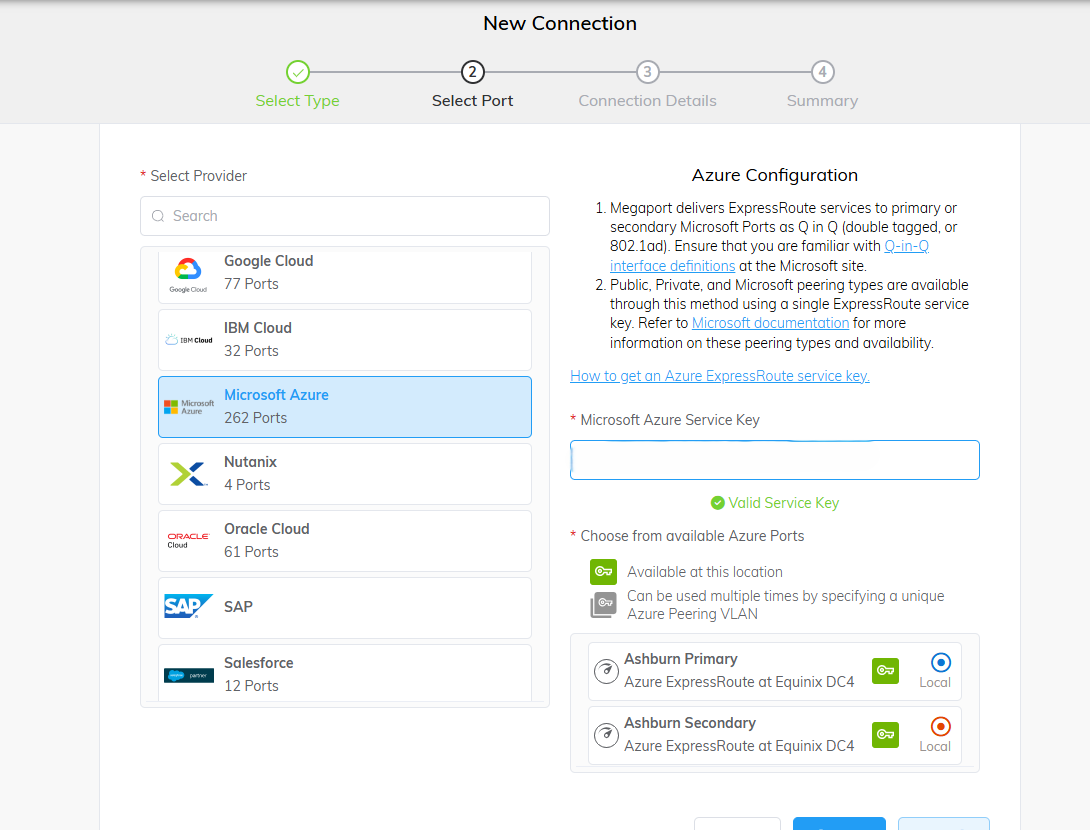 New Connection
2
3
4
Select Type
Select Port
Connection Details
Summary
* Select Provider
Search
Google Cloud
Google Cloud
77 Ports
IBM Cloud
IBM Cloud
32 Ports
Microsoft Azure
Microsoft
Azure
262 Ports
Nutanix
4 Ports
ORACLE
Cloud
Oracle Cloud
61 Ports
SAP
SAP
Salesforce
partner
12 Ports
Azure Configuration
1. Megaport delivers ExpressRoute services to primary or
secondary Microsoft Ports as Q in Q (double tagged, or
802.1ad). Ensure that you are familiar with Q-in-Q
interface definitions at the Microsoft site.
2. Public, Private, and Microsoft peering types are available
through this method using a single ExpressRoute service
key. Refer to Microsoft documentation for more
information on these peering types and availability.
How to get an Azure ExpressRoute service key.
* Microsoft Azure Service Key
Valid Service Key
* Choose from available Azure Ports
Available at this location
Can be used multiple times by specifying a unique
Azure Peering VLAN
Ashburn Primary
Azure ExpressRoute at Equinix DC4
Local
Ashburn Secondary
Azure ExpressRoute at Equinix DC4
Local